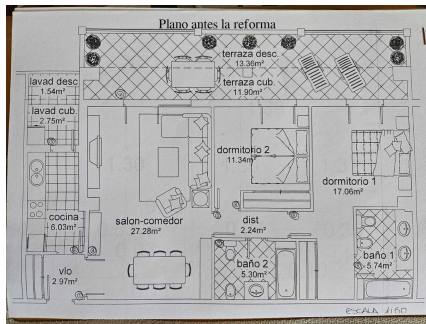 Plano antes la reforma
terraza desc.
13.36m²
terraza cub.
11.90m²
lavad desc.
1.54m²
lavad cub.
2.75m²
dormitorio 2
11.34m²
dormitorio 1
17.06m²
cocina
6.03m²
salon-comedor
27.28m²
dist
2.24m²
baño 1
5.74m²
baño 2
5.30m²
vlo
2.97m²
ESCALA 1/50